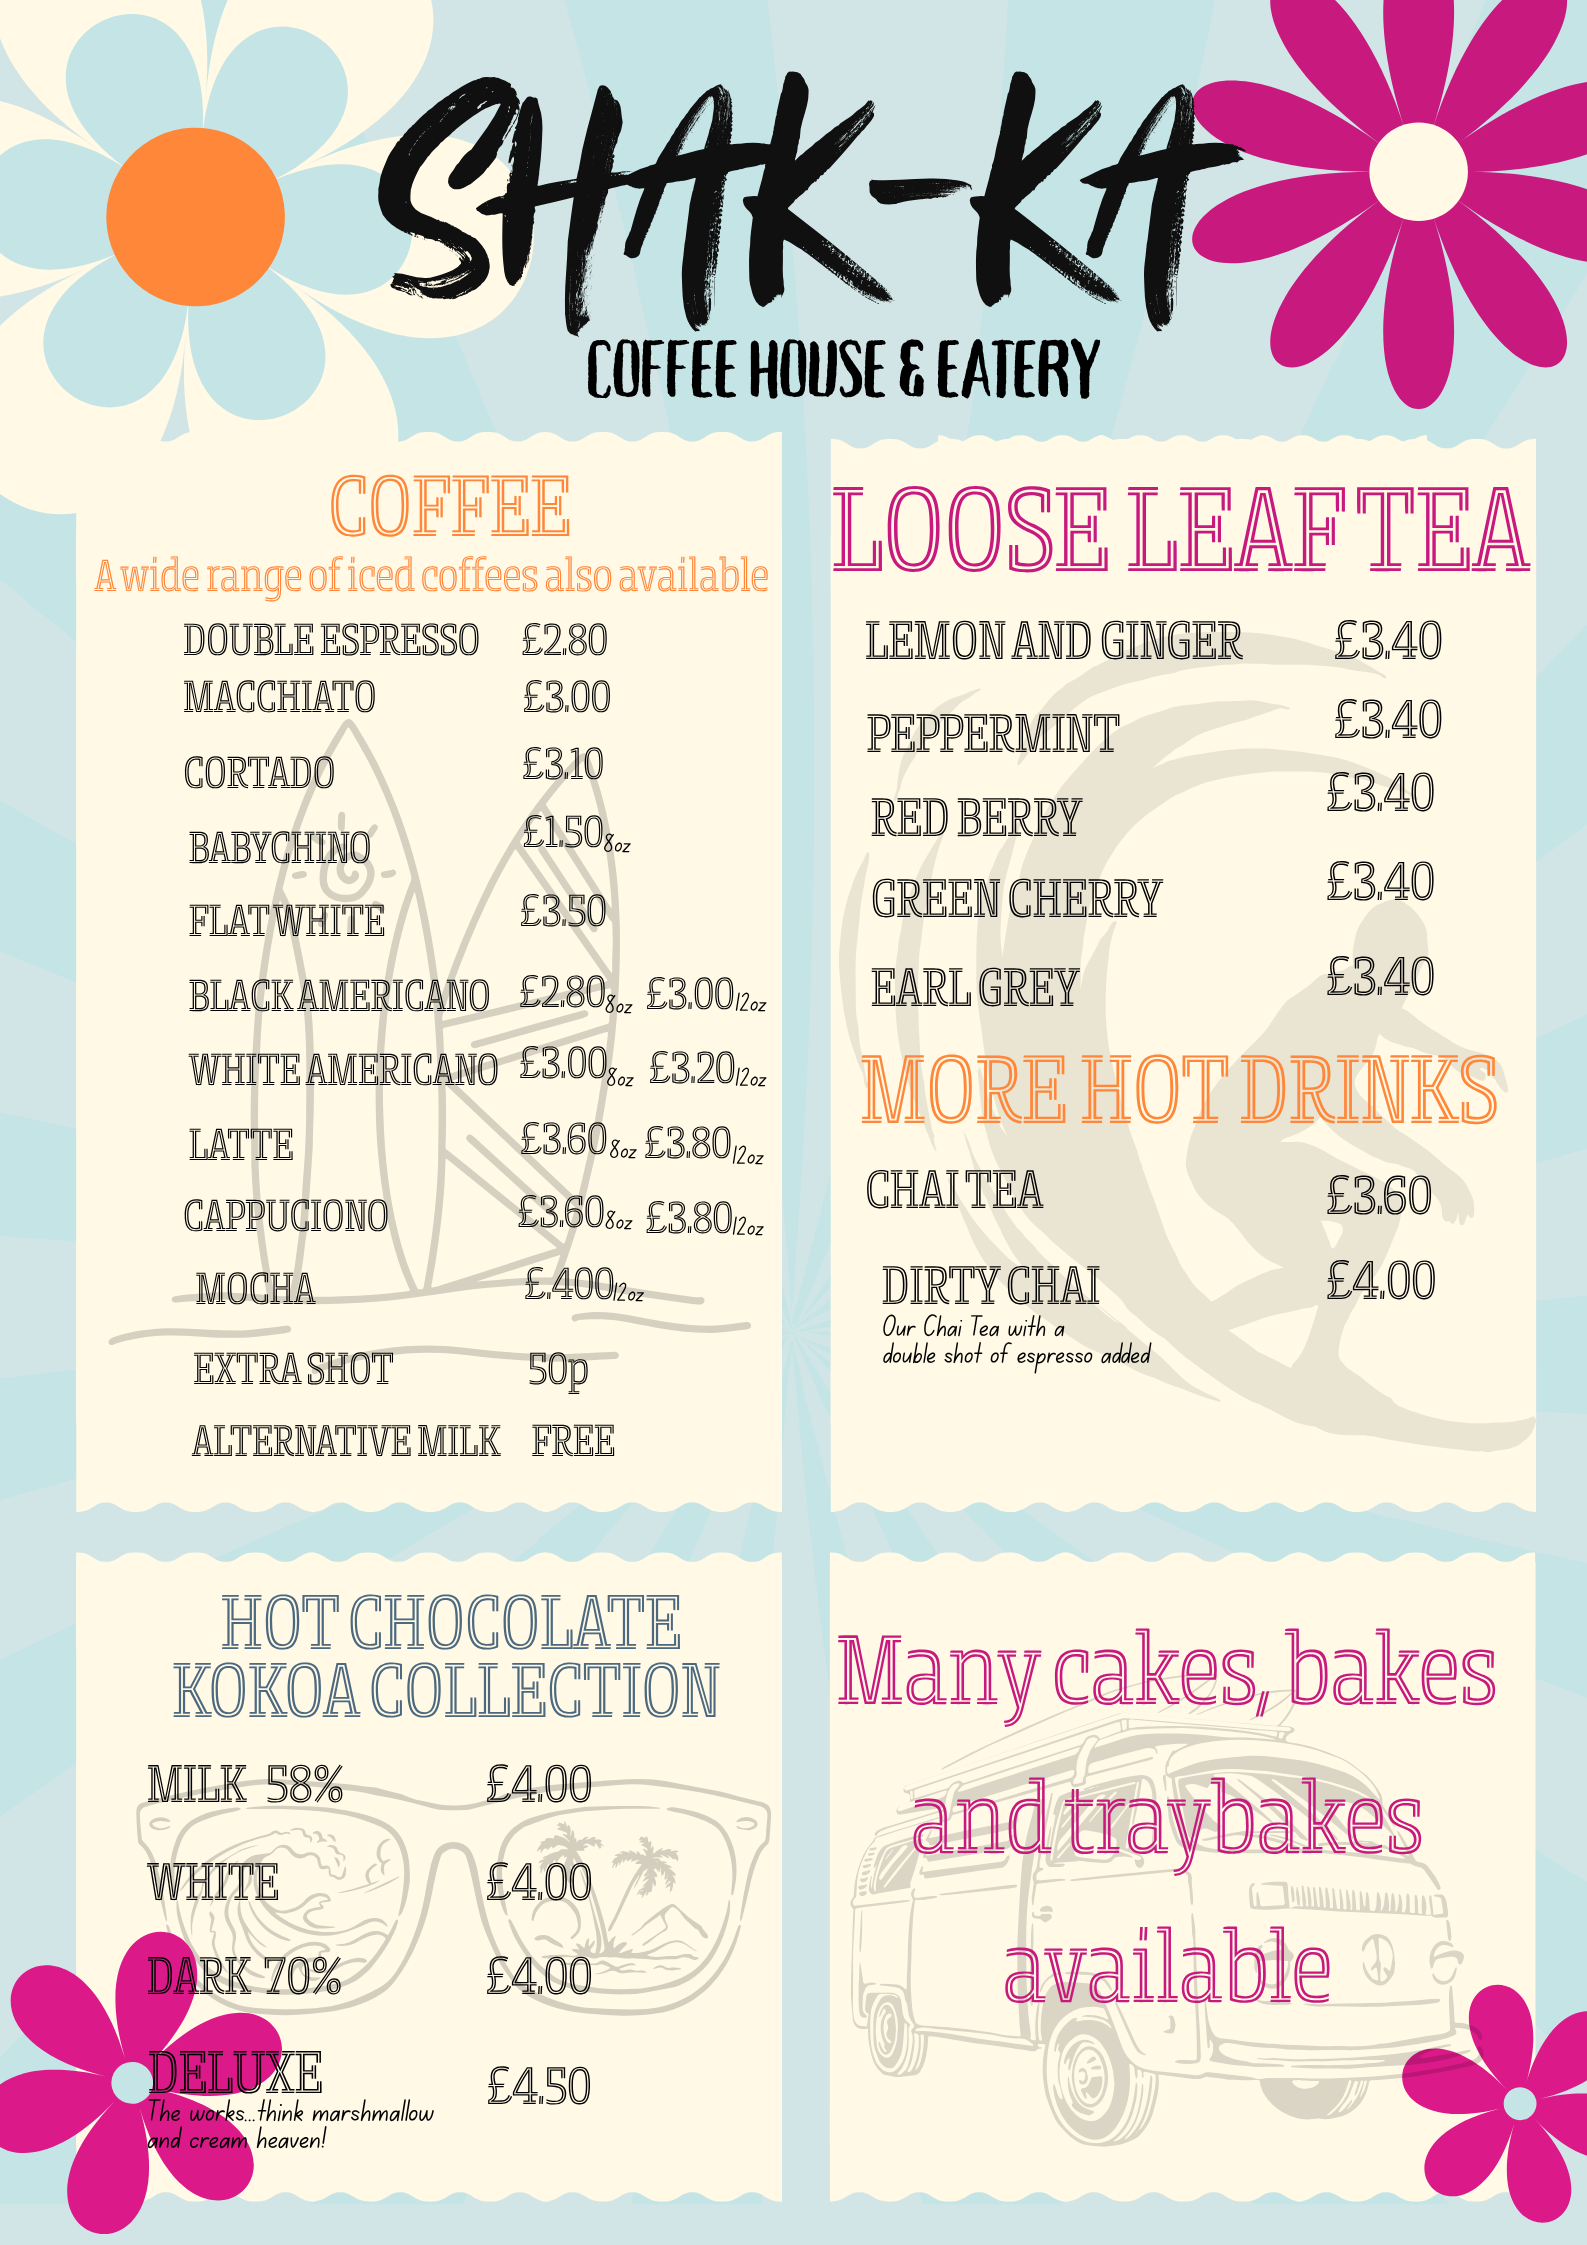 SHAK-KA
COFFEE HOUSE & EATERY
COFFEE
A wide range of iced coffees also available
DOUBLE ESPRESSO £2.80
MACCHIATO £3.00
CORTADO £3.10
BABYCHINO £1.50 8oz
FLAT WHITE £3.50
BLACK AMERICANO £2.80 8oz £3.00 12oz
WHITE AMERICANO £3.00 8oz £3.20 12oz
LATTE £3.60 8oz £3.80 12oz
CAPPUCIONO £3.60 8oz £3.80 12oz
MOCHA £.400 12oz
EXTRA SHOT 50p
ALTERNATIVE MILK FREE
LOOSE LEAF TEA
LEMON AND GINGER £3.40
PEPPERMINT £3.40
RED BERRY £3.40
GREEN CHERRY £3.40
EARL GREY £3.40
MORE HOT DRINKS
CHAI TEA £3.60
DIRTY CHAI £4.00
Our Chai Tea with a
double shot of espresso added
HOT CHOCOLATE
KOKOA COLLECTION
MILK 58% £4.00
WHITE £4.00
DARK 70% £4.00
DELUXE £4.50
The works...think marshmallow
and cream heaven!
Many cakes, bakes
and traybakes
available